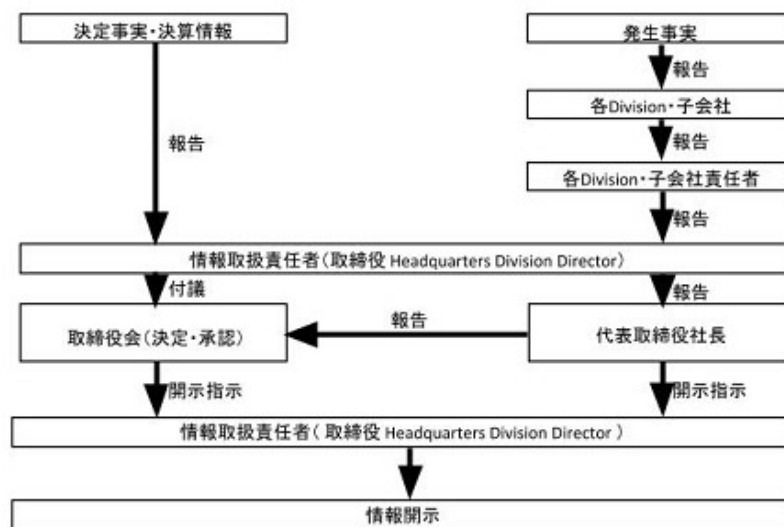 決定事実・決算情報
発生事実
報告
各Division・子会社
報告
報告
各Division・子会社責任者
報告
情報取扱責任者（取締役 Headquarters Division Director）
付議
報告
取締役会（決定・承認）
報告
代表取締役社長
開示指示
開示指示
情報取扱責任者（ 取締役 Headquarters Division Director ）
情報開示